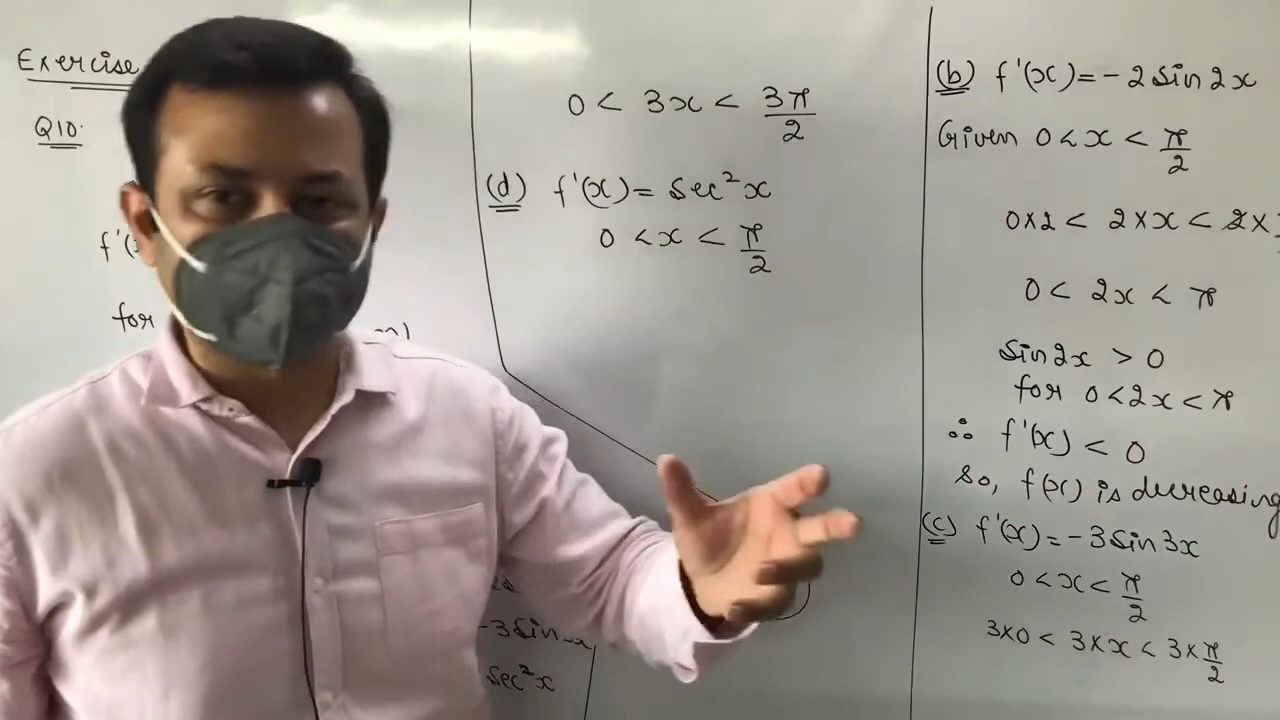 Exercise
Q10.
f'(x
for
0 < 3x < 3π/2
(d) f'(x) = sec²x
0 < x < π/2
-3sin
sec²x
(b) f'(x) = -2sin2x
Given 0 < x < π/2
0×2 < 2×x < 2×
0 < 2x < π
sin2x > 0
for 0<2x<π
∴ f'(x) < 0
so, f(x) is decreasing
(c) f'(x) = -3sin3x
0 < x < π/2
3×0 < 3×x < 3×π/2